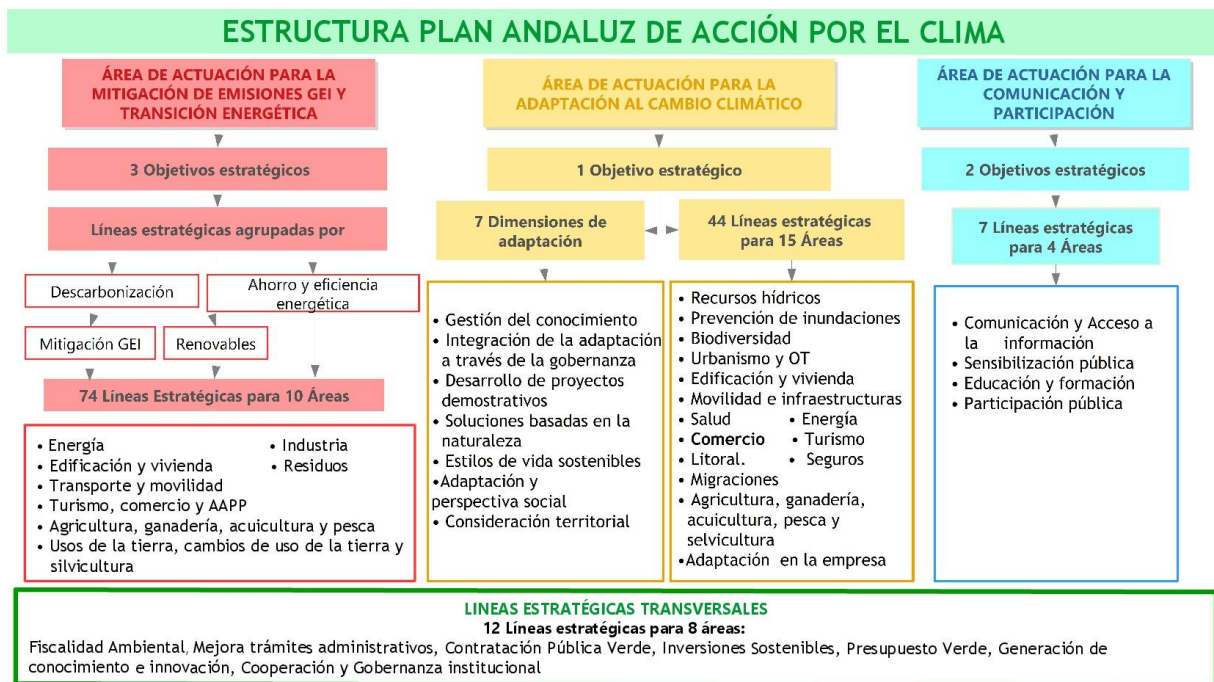 ESTRUCTURA PLAN ANDALUZ DE ACCIÓN POR EL CLIMA
ÁREA DE ACTUACIÓN PARA LA
MITIGACIÓN DE EMISIONES GEI Y
TRANSICIÓN ENERGÉTICA
3 Objetivos estratégicos
Líneas estratégicas agrupadas por
Descarbonización
Ahorro y eficiencia
energética
Mitigación GEI
Renovables
74 Líneas Estratégicas para 10 Áreas
• Energía
• Industria
• Edificación y vivienda
• Residuos
• Transporte y movilidad
• Turismo, comercio y AAPP
• Agricultura, ganadería, acuicultura y pesca
• Usos de la tierra, cambios de uso de la tierra y
silvicultura
ÁREA DE ACTUACIÓN PARA LA
ADAPTACIÓN AL CAMBIO CLIMÁTICO
1 Objetivo estratégico
7 Dimensiones de
adaptación
• Gestión del conocimiento
• Integración de la adaptación
a través de la gobernanza
• Desarrollo de proyectos
demostrativos
• Soluciones basadas en la
naturaleza
• Estilos de vida sostenibles
•Adaptación y
perspectiva social
• Consideración territorial
44 Líneas estratégicas
para 15 Áreas
• Recursos hídricos
• Prevención de inundaciones
• Biodiversidad
• Urbanismo y OT
• Edificación y vivienda
• Movilidad e infraestructuras
• Salud
• Energía
• Comercio
• Turismo
• Litoral.
• Seguros
• Migraciones
• Agricultura, ganadería,
acuicultura, pesca y
selvicultura
•Adaptación en la empresa
ÁREA DE ACTUACIÓN PARA LA
COMUNICACIÓN Y
PARTICIPACIÓN
2 Objetivos estratégicos
7 Líneas estratégicas
para 4 Áreas
• Comunicación y Acceso a
la información
• Sensibilización pública
• Educación y formación
• Participación pública
LINEAS ESTRATÉGICAS TRANSVERSALES
12 Líneas estratégicas para 8 áreas:
Fiscalidad Ambiental, Mejora trámites administrativos, Contratación Pública Verde, Inversiones Sostenibles, Presupuesto Verde, Generación de
conocimiento e innovación, Cooperación y Gobernanza institucional